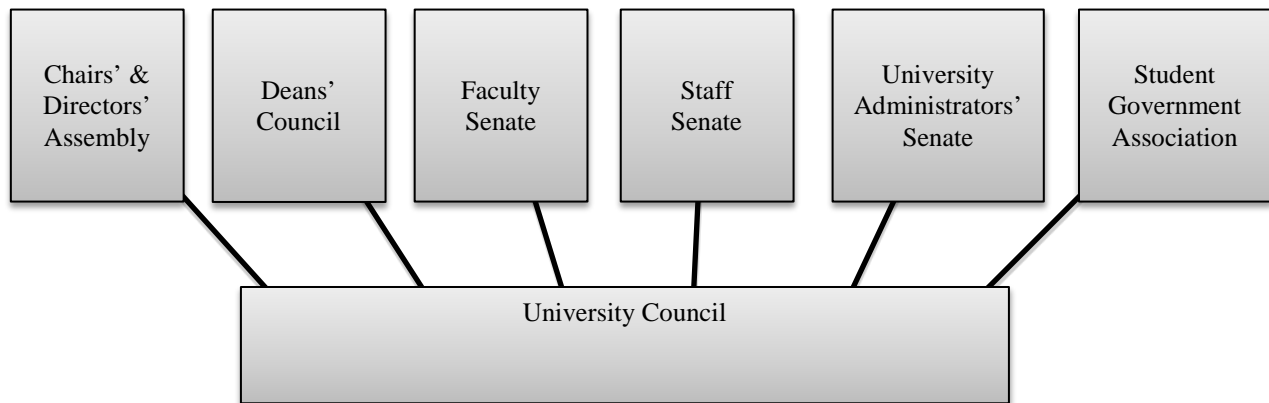 Chairs’ &
Directors’
Assembly
Deans’
Council
Faculty
Senate
Staff
Senate
University
Administrators’
Senate
Student
Government
Association
University Council